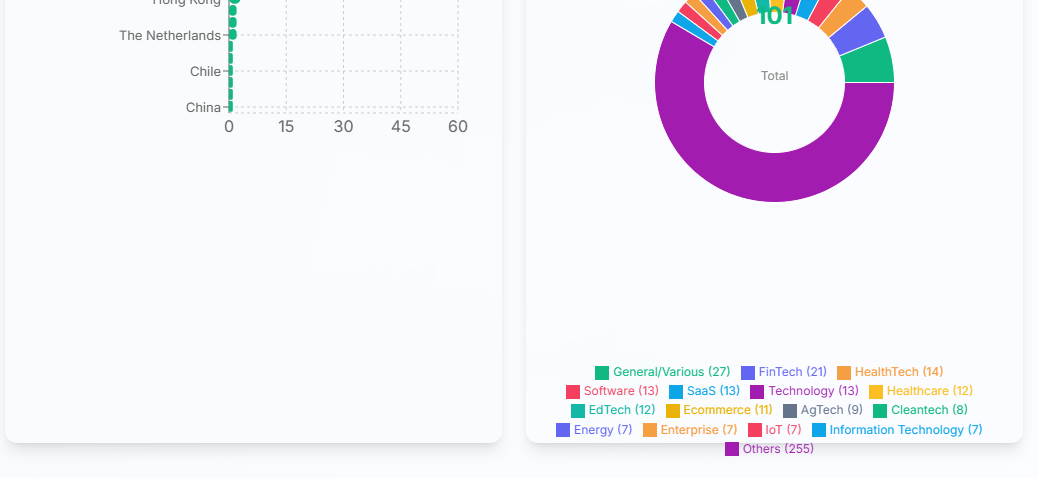 Hong Kong
The Netherlands
Chile
China
0 15 30 45 60
101
Total
General/Various (27) FinTech (21) HealthTech (14)
Software (13) SaaS (13) Technology (13) Healthcare (12)
EdTech (12) Ecommerce (11) AgTech (9) Cleantech (8)
Energy (7) Enterprise (7) IoT (7) Information Technology (7)
Others (255)